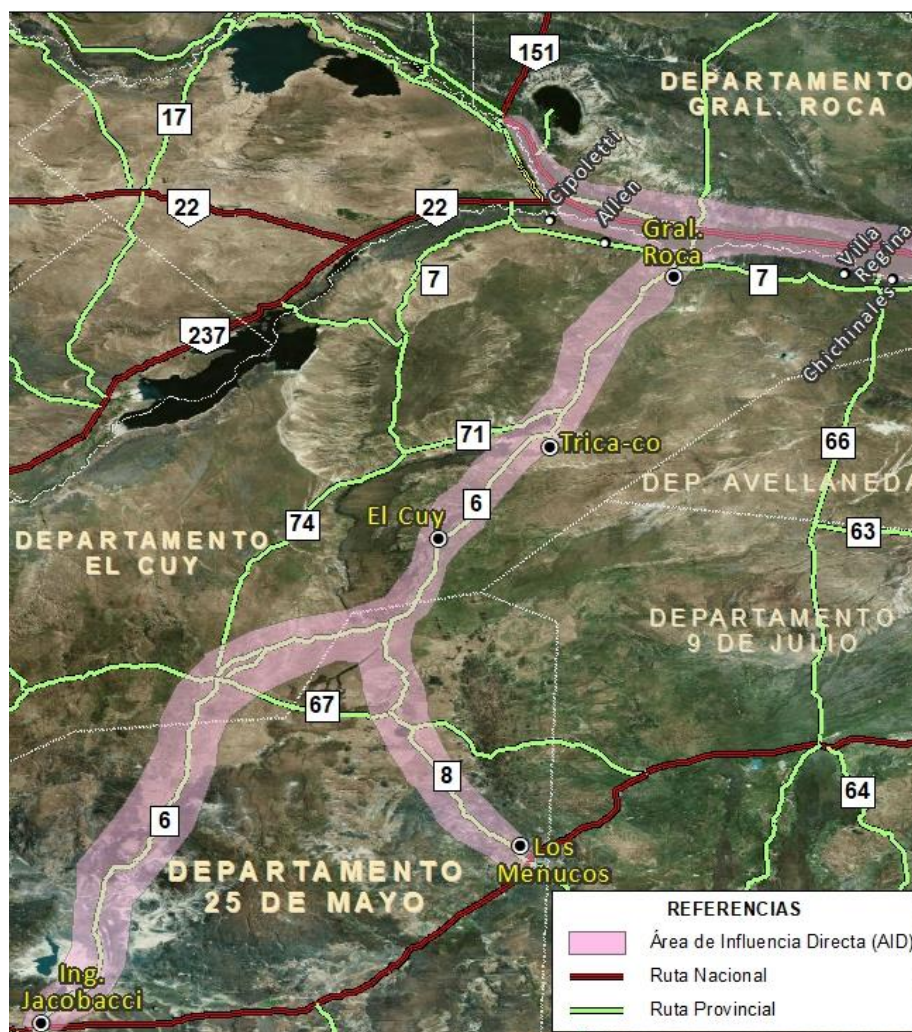 151
DEPARTAMENTO
GRAL. ROCA
17
Cipoletti
Allen
22
22
Gral.
Roca
Villa
Regina
7
7
Chichinales
237
71
Trica-co
66
DEP. AVELLANEDA
6
El Cuy
74
63
DEPARTAMENTO
EL CUY
DEPARTAMENTO
9 DE JULIO
67
8
64
6
Los
Menucos
DEPARTAMENTO
25 DE MAYO
REFERENCIAS
Área de Influencia Directa (AID)
Ruta Nacional
Ruta Provincial
Ing.
Jacobacci